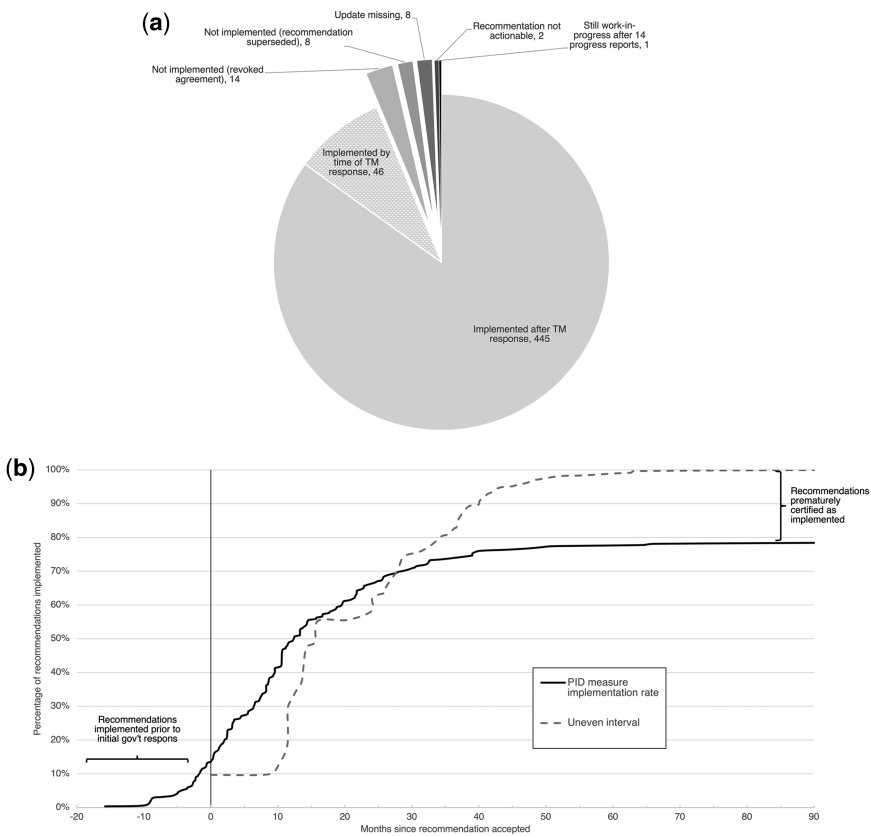 (a)
Update missing, 8
Not implemented (recommendation
superseded), 8
Not implemented (revoked
agreement), 14
Recommentation not
actionable, 2
Still work-in-
progress after 14
progress reports, 1
Implemented by
time of TM
response, 46
Implemented after TM
response, 445
(b)
Percentage of recommendations implemented
100%
90%
80%
70%
60%
50%
40%
30%
20%
10%
0%
Recommendations
prematurely
certified as
implemented
Recommendations
implemented prior to
initial gov't respons
PID measure
implementation rate
Uneven interval
-20
-10
0
10
20
30
40
50
60
70
80
90
Months since recommendation accepted